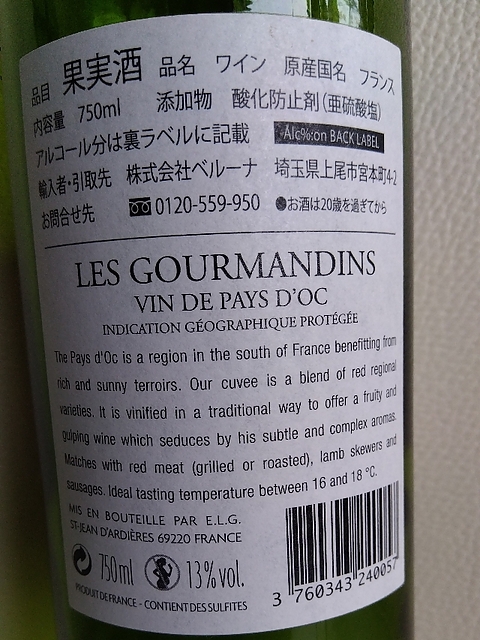 品目 果実酒 品名 ワイン 原産国名 フランス
内容量 750ml 添加物 酸化防止剤(亜硫酸塩)
アルコール分は裏ラベルに記載 Alc%:on BACK LABEL
輸入者・引取先 株式会社ベルーナ 埼玉県上尾市宮本町4-2
お問合せ先 0120-559-950 ●お酒は20歳を過ぎてから
LES GOURMANDINS
VIN DE PAYS D'OC
INDICATION GÉOGRAPHIQUE PROTÉGÉE
The Pays d'Oc is a region in the south of France benefitting from
rich and sunny terroirs. Our cuvee is a blend of red regional
varieties. It is vinified in a traditional way to offer a fruity and
gulping wine which seduces by his subtle and complex aromas.
Matches with red meat (grilled or roasted), lamb skewers and
sausages. Ideal tasting temperature between 16 and 18 °C.
MIS EN BOUTEILLE PAR E.L.G.
ST-JEAN D'ARDIÈRES 69220 FRANCE
750ml 13%vol.
PRODUIT DE FRANCE - CONTIENT DES SULFITES
3 760343 240057